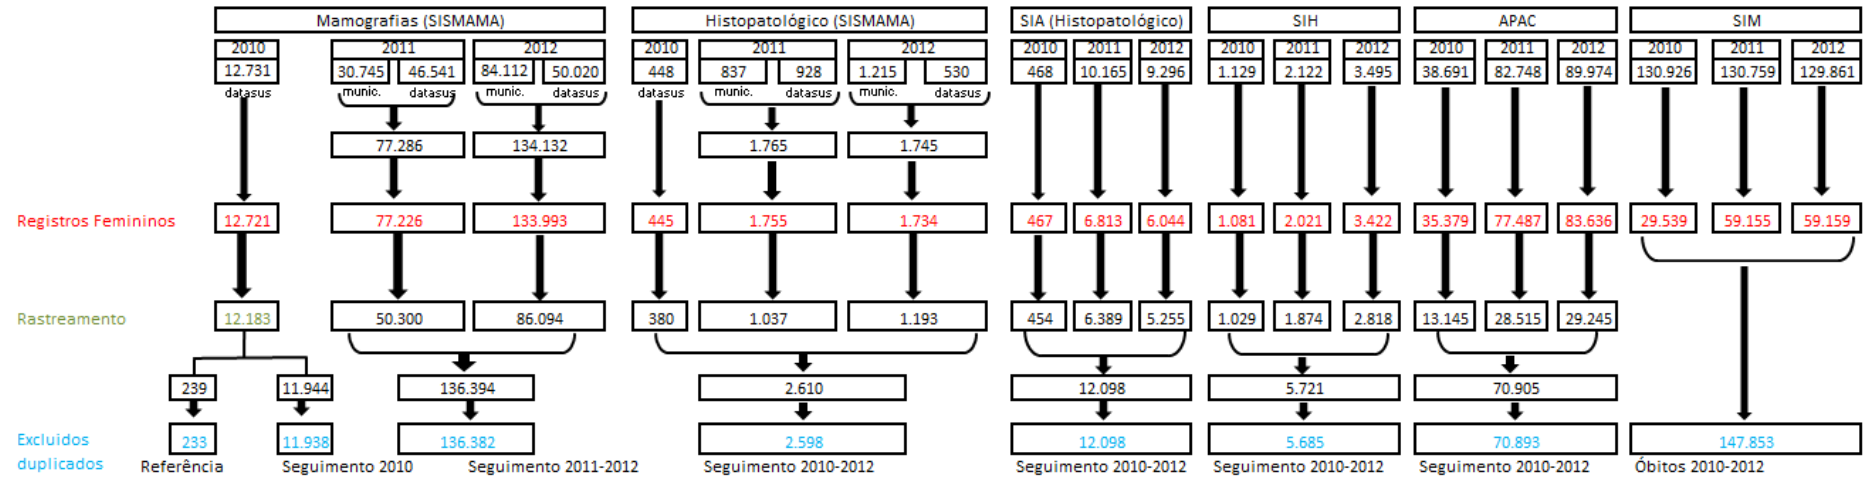 Mamografias (SISMAMA) Histopatológico (SISMAMA) SIA (Histopatológico) SIH APAC SIM
2010 2011 2012 2010 2011 2012 2010 2011 2012 2010 2011 2012 2010 2011 2012 2010 2011 2012
12.731 30.745 46.541 84.112 50.020 448 837 928 1.215 530 468 10.165 9.296 1.129 2.122 3.495 38.691 82.748 89.974 130.926 130.759 129.861
datasus munic. datasus munic. datasus datasus munic. datasus munic. datasus
77.286 134.132 1.765 1.745
Registros Femininos 12.721 77.226 133.993 445 1.755 1.734 467 6.813 6.044 1.081 2.021 3.422 35.379 77.487 83.636 29.539 59.155 59.159
Rastreamento 12.183 50.300 86.094 380 1.037 1.193 454 6.389 5.255 1.029 1.874 2.818 13.145 28.515 29.245
239 11.944 136.394 2.610 12.098 5.721 70.905
Excluidos 233 11.938 136.382 2.598 12.098 5.685 70.893 147.853
duplicados Referência Seguimento 2010 Seguimento 2011-2012 Seguimento 2010-2012 Seguimento 2010-2012 Seguimento 2010-2012 Seguimento 2010-2012 Óbitos 2010-2012